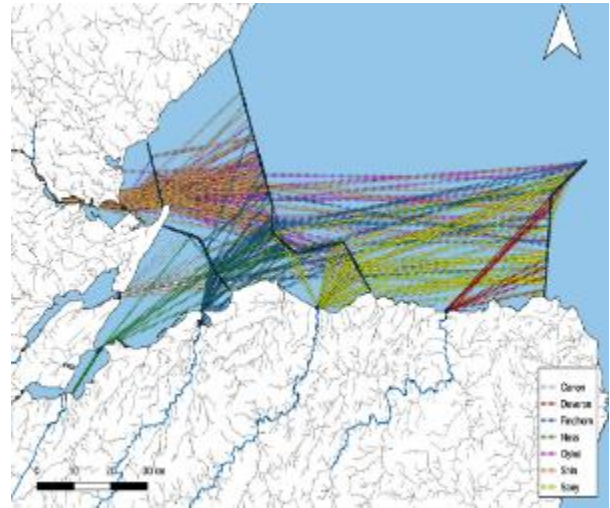 Conon
Deveron
Findhorn
Ness
Oykel
Shin
Spey
0 10 20 30 km